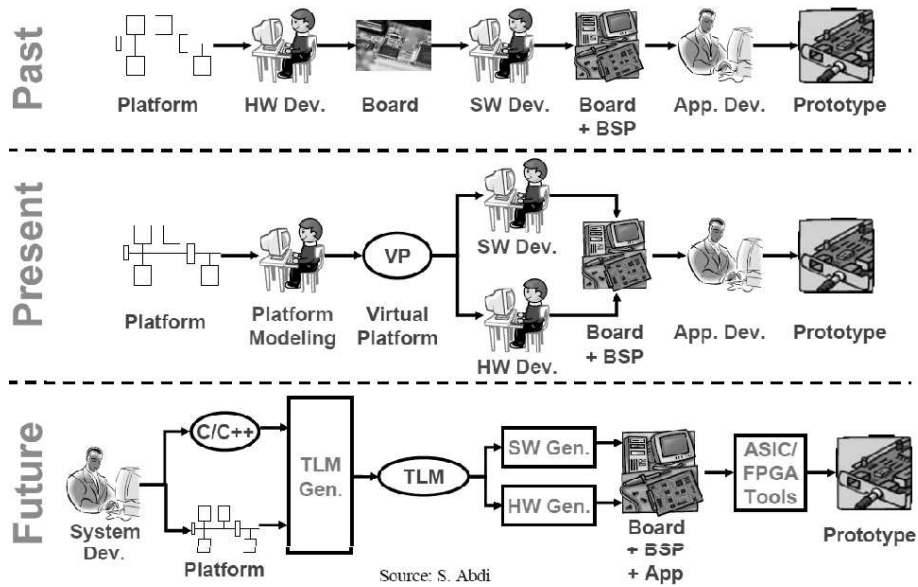 Past
Platform
HW Dev.
Board
SW Dev.
Board
+ BSP
App. Dev.
Prototype
Present
Platform
Platform
Modeling
VP
Virtual
Platform
SW Dev.
HW Dev.
Board
+ BSP
App. Dev.
Prototype
Future
System
Dev.
C/C++
Platform
TLM
Gen.
TLM
SW Gen.
HW Gen.
Board
+ BSP
+ App
ASIC/
FPGA
Tools
Prototype
Source: S. Abdi